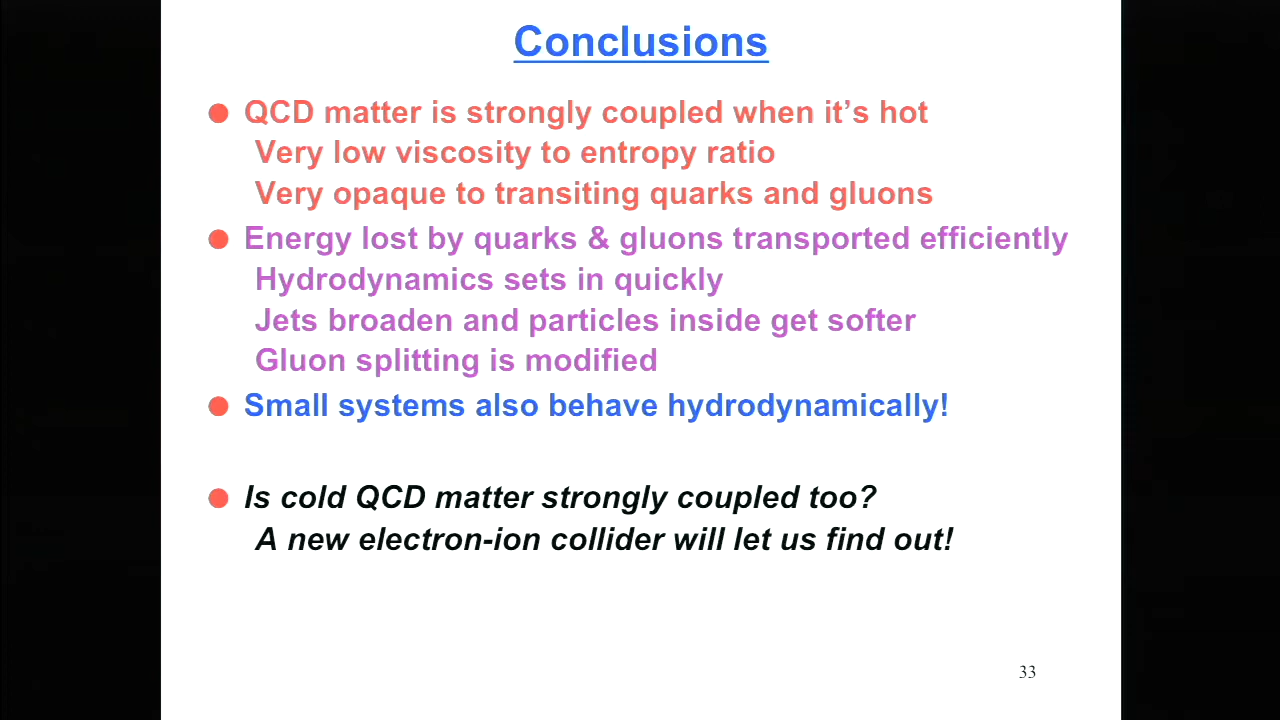 Conclusions
QCD matter is strongly coupled when it's hot
Very low viscosity to entropy ratio
Very opaque to transiting quarks and gluons
Energy lost by quarks & gluons transported efficiently
Hydrodynamics sets in quickly
Jets broaden and particles inside get softer
Gluon splitting is modified
Small systems also behave hydrodynamically!
Is cold QCD matter strongly coupled too?
A new electron-ion collider will let us find out!
33